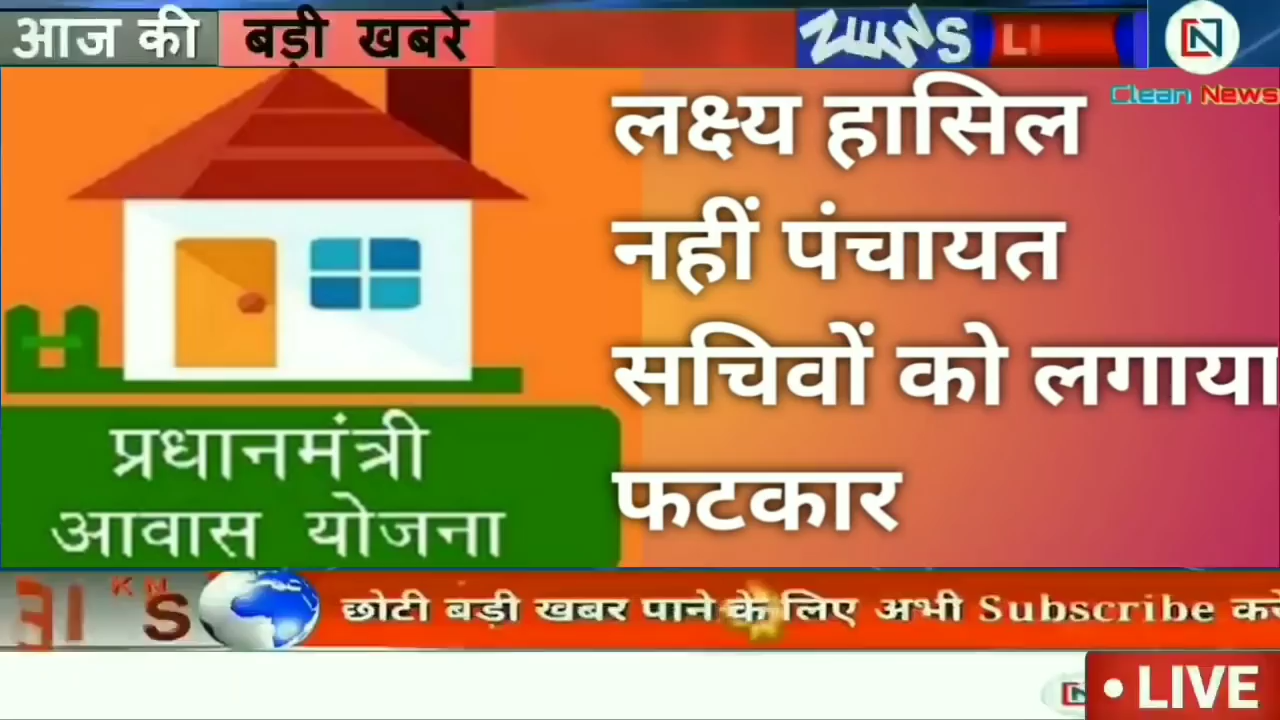 आज की बड़ी खबरें
LI
Clean News
लक्ष्य हासिल
नहीं पंचायत
सचिवों को लगाया
फटकार
प्रधानमंत्री
आवास योजना
छोटी बड़ी खबर पाने के लिए अभी Subscribe करे
LIVE